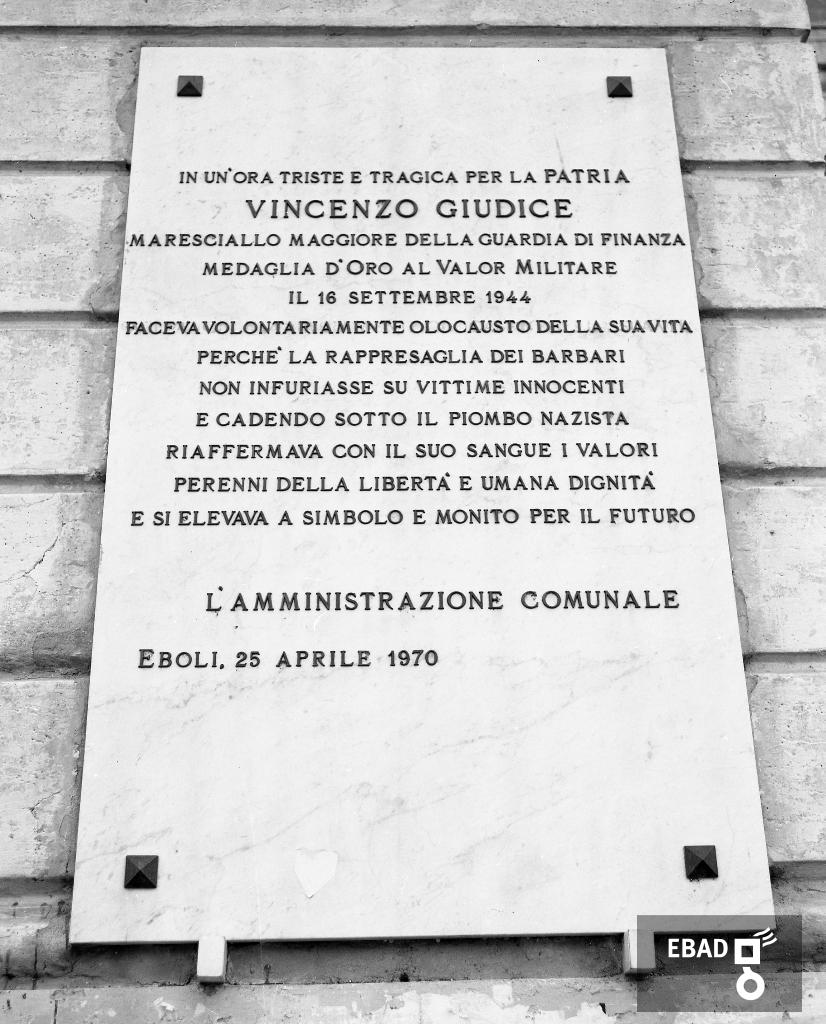 IN UN'ORA TRISTE E TRAGICA PER LA PATRIA
VINCENZO GIUDICE
MARESCIALLO MAGGIORE DELLA GUARDIA DI FINANZA
MEDAGLIA D'ORO AL VALOR MILITARE
IL 16 SETTEMBRE 1944
FACEVA VOLONTARIAMENTE OLOCAUSTO DELLA SUA VITA
PERCHE' LA RAPPRESAGLIA DEI BARBARI
NON INFURIASSE SU VITTIME INNOCENTI
E CADENDO SOTTO IL PIOMBO NAZISTA
RIAFFERMAVA CON IL SUO SANGUE I VALORI
PERENNI DELLA LIBERTA' E UMANA DIGNITA'
E SI ELEVAVA A SIMBOLO E MONITO PER IL FUTURO
L'AMMINISTRAZIONE COMUNALE
EBOLI, 25 APRILE 1970
EBAD